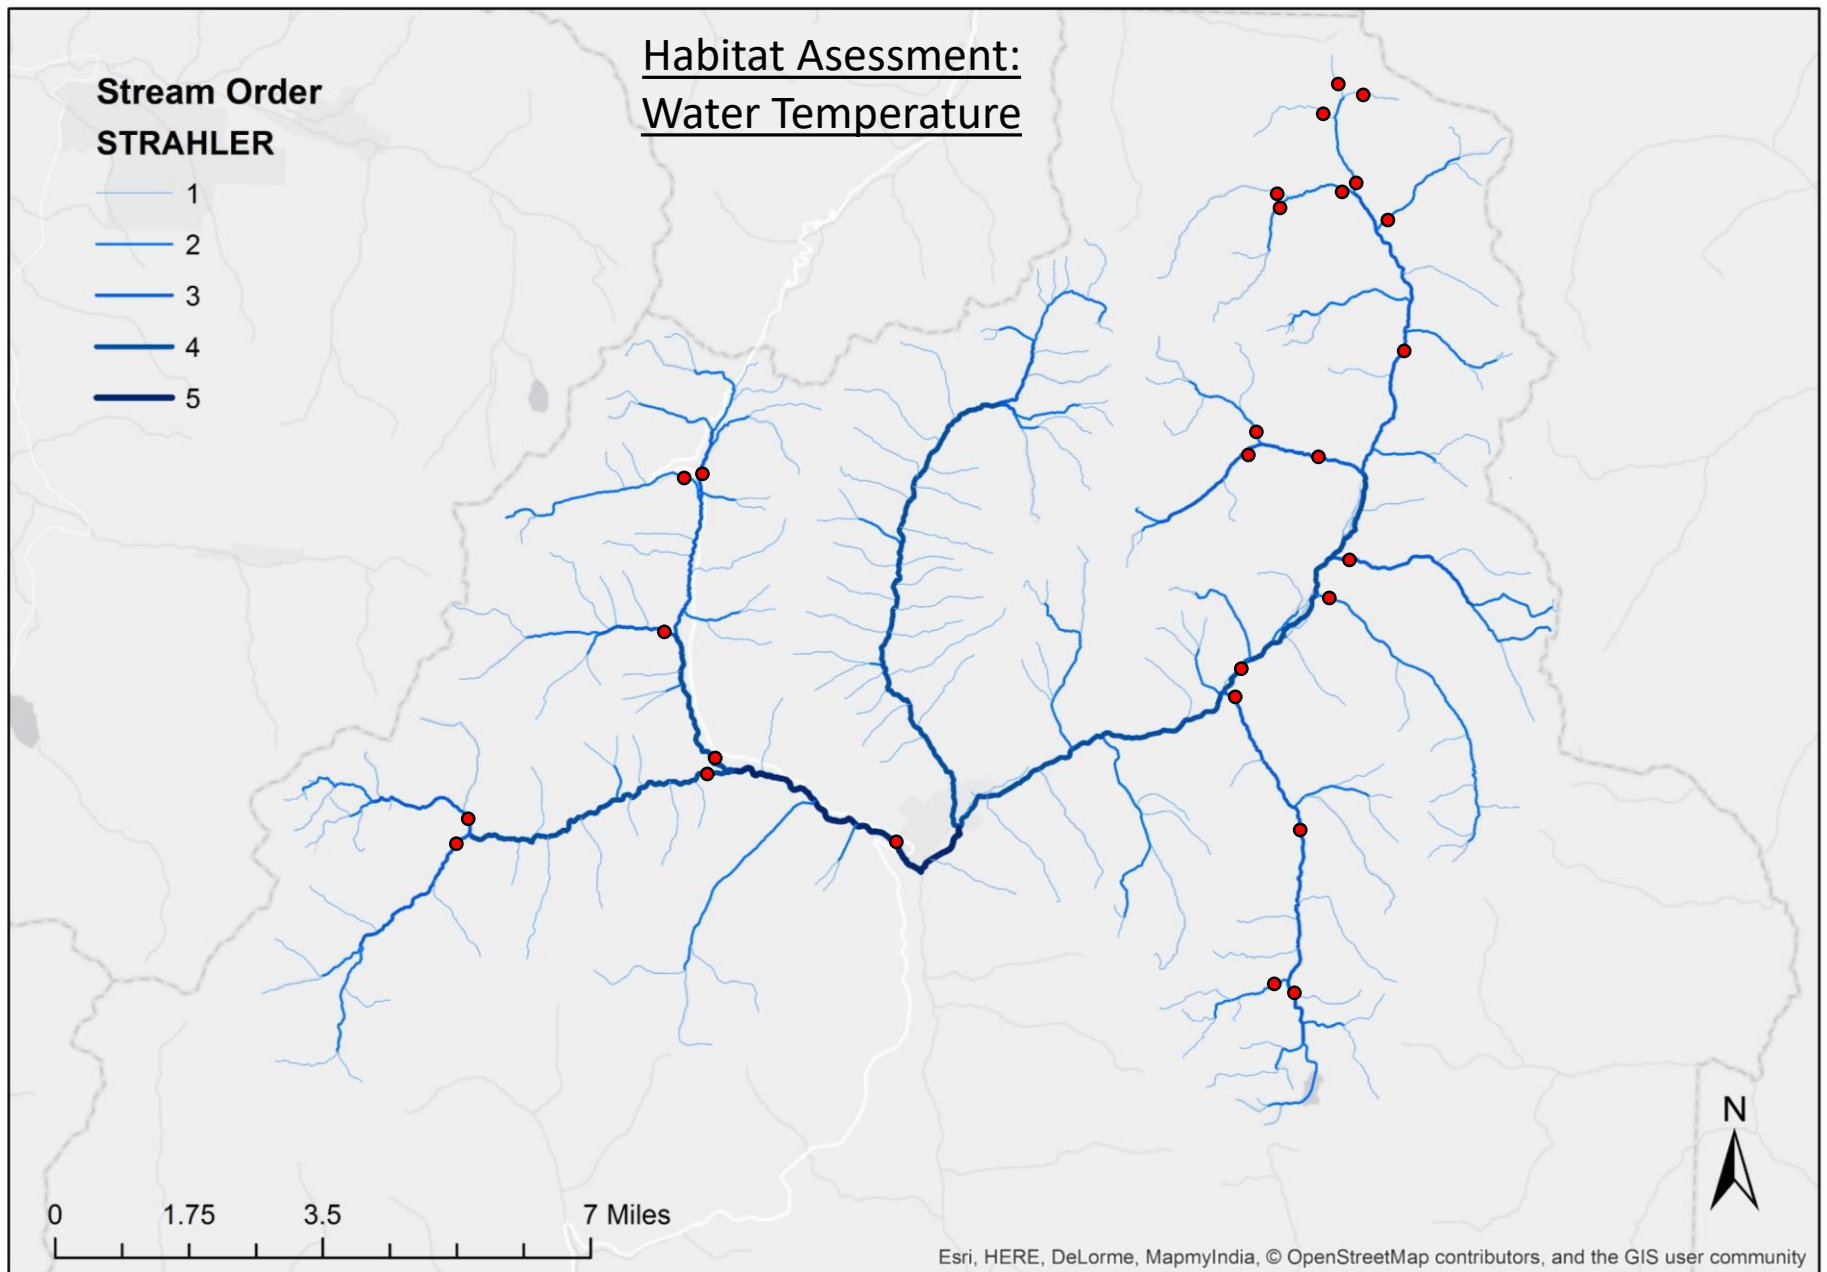 Habitat Asessment:
Water Temperature
Stream Order
STRAHLER
1
2
3
4
5
N
0 1.75 3.5 7 Miles
Esri, HERE, DeLorme, MapmyIndia, © OpenStreetMap contributors, and the GIS user community